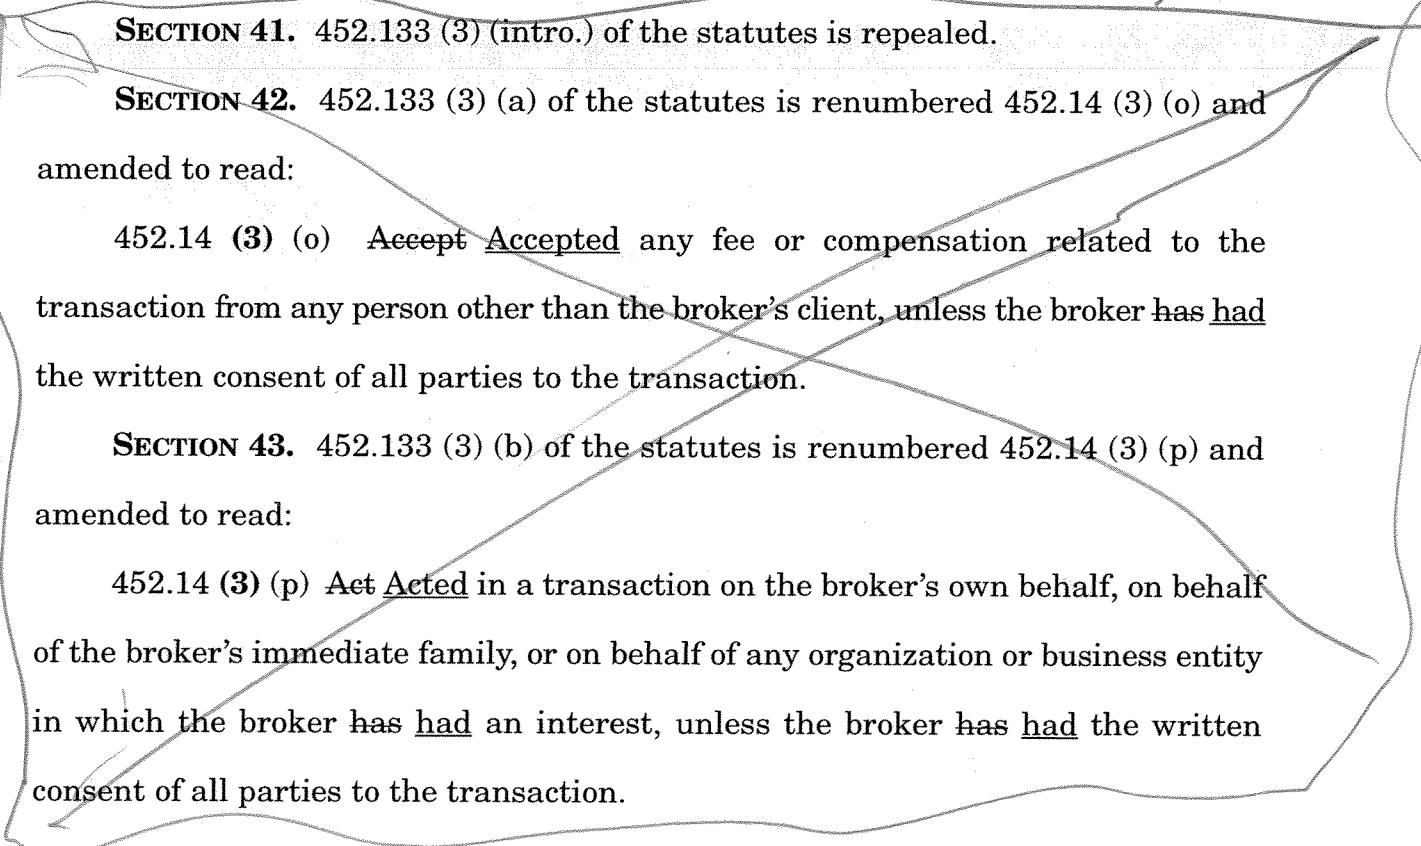 SECTION 41. 452.133 (3) (intro.) of the statutes is repealed.
SECTION 42. 452.133 (3) (a) of the statutes is renumbered 452.14 (3) (o) and
amended to read:
452.14 (3) (o) Accept Accepted any fee or compensation related to the
transaction from any person other than the broker's client, unless the broker has had
the written consent of all parties to the transaction.
SECTION 43. 452.133 (3) (b) of the statutes is renumbered 452.14 (3) (p) and
amended to read:
452.14 (3) (p) Act Acted in a transaction on the broker's own behalf, on behalf
of the broker's immediate family, or on behalf of any organization or business entity
in which the broker has had an interest, unless the broker has had the written
consent of all parties to the transaction.